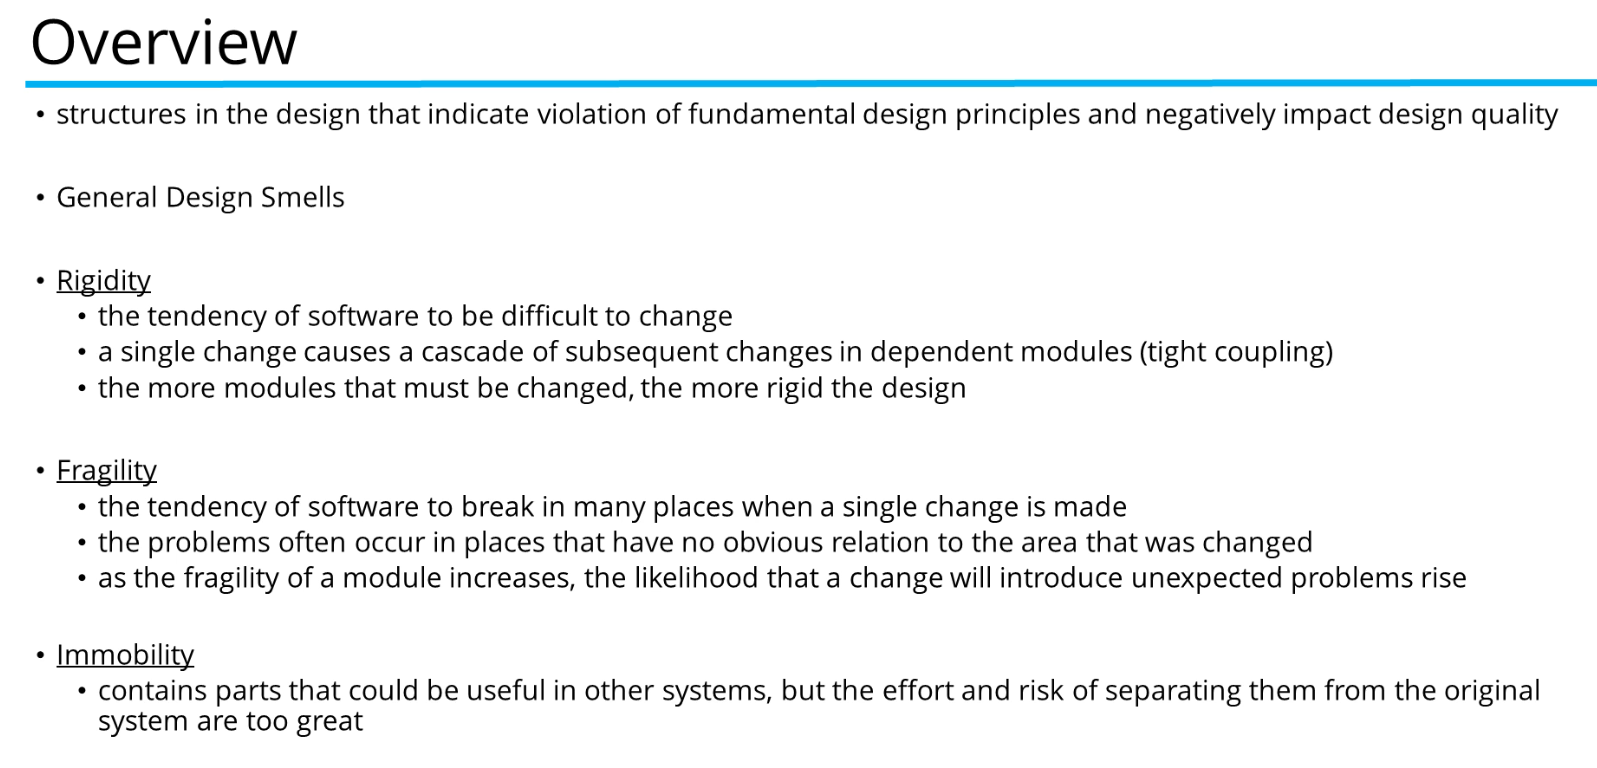 Overview
• structures in the design that indicate violation of fundamental design principles and negatively impact design quality
• General Design Smells
• Rigidity
• the tendency of software to be difficult to change
• a single change causes a cascade of subsequent changes in dependent modules (tight coupling)
• the more modules that must be changed, the more rigid the design
• Fragility
• the tendency of software to break in many places when a single change is made
• the problems often occur in places that have no obvious relation to the area that was changed
• as the fragility of a module increases, the likelihood that a change will introduce unexpected problems rise
• Immobility
• contains parts that could be useful in other systems, but the effort and risk of separating them from the original
system are too great